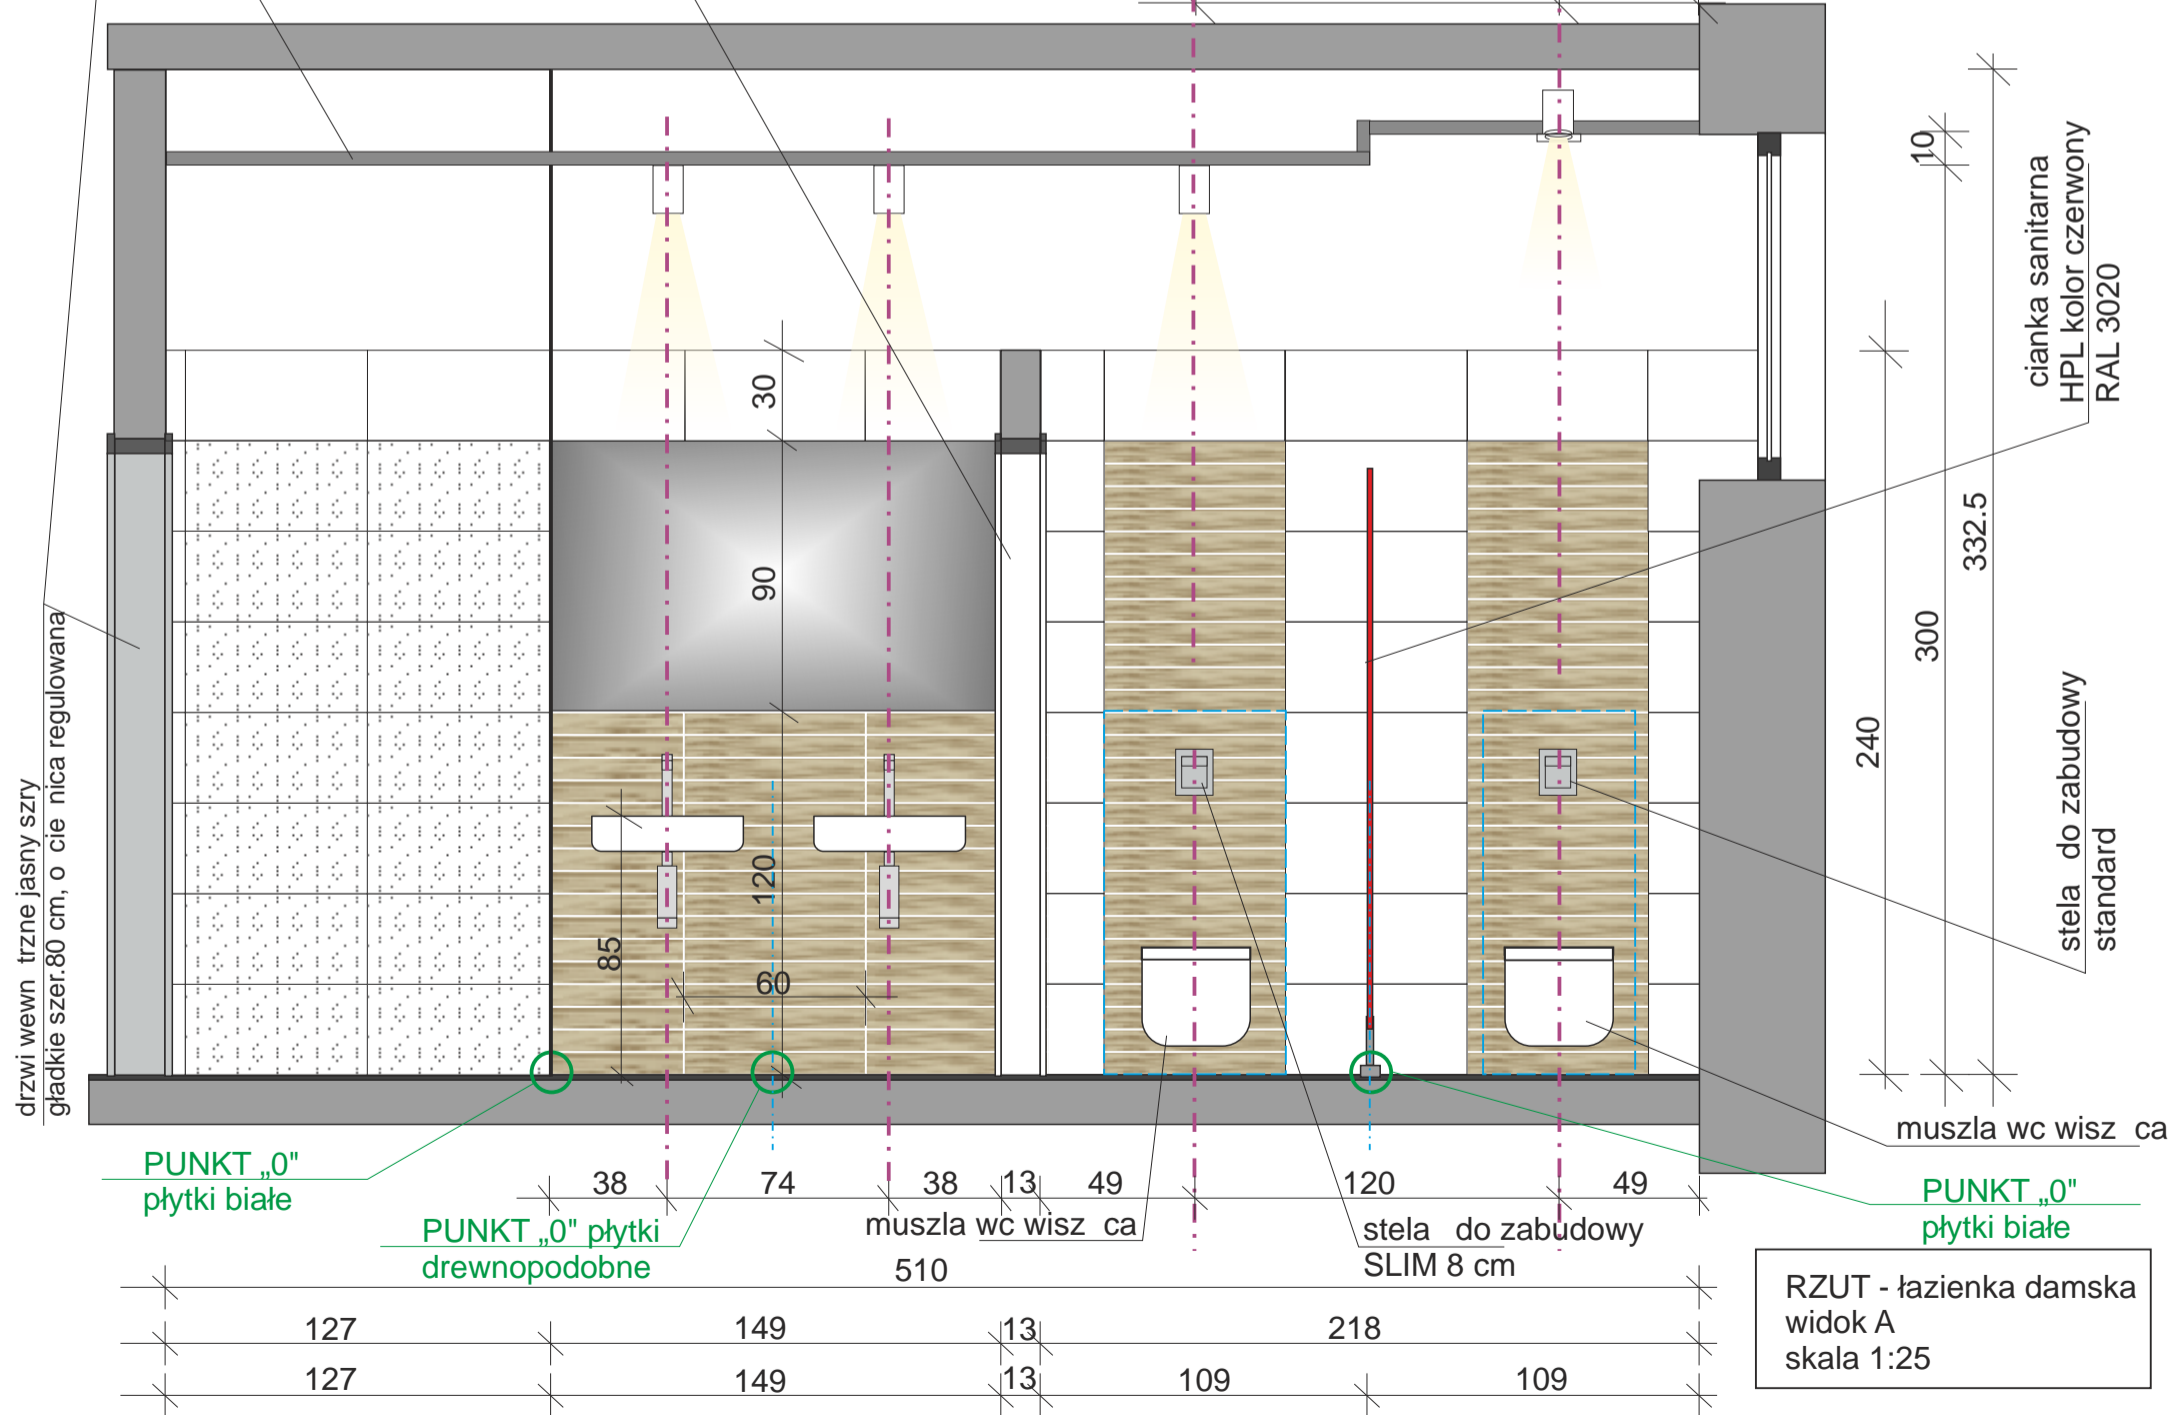 10
cianka sanitarna
HPL kolor czerwony
RAL 3020
30
90
332.5
300
240
drzwi wewn trzne jasny szry
gładkie szer.80 cm, o cie nica regulowana
stela do zabudowy
standard
120
85
60
muszla wc wisz ca
PUNKT „0"
płytki białe
38
74
38
13
49
120
49
PUNKT „0" płytki
drewnopodobne
muszla wc wisz ca
stela do zabudowy
SLIM 8 cm
PUNKT „0"
płytki białe
510
127
149
13
218
127
149
13
109
109
RZUT - łazienka damska
widok A
skala 1:25